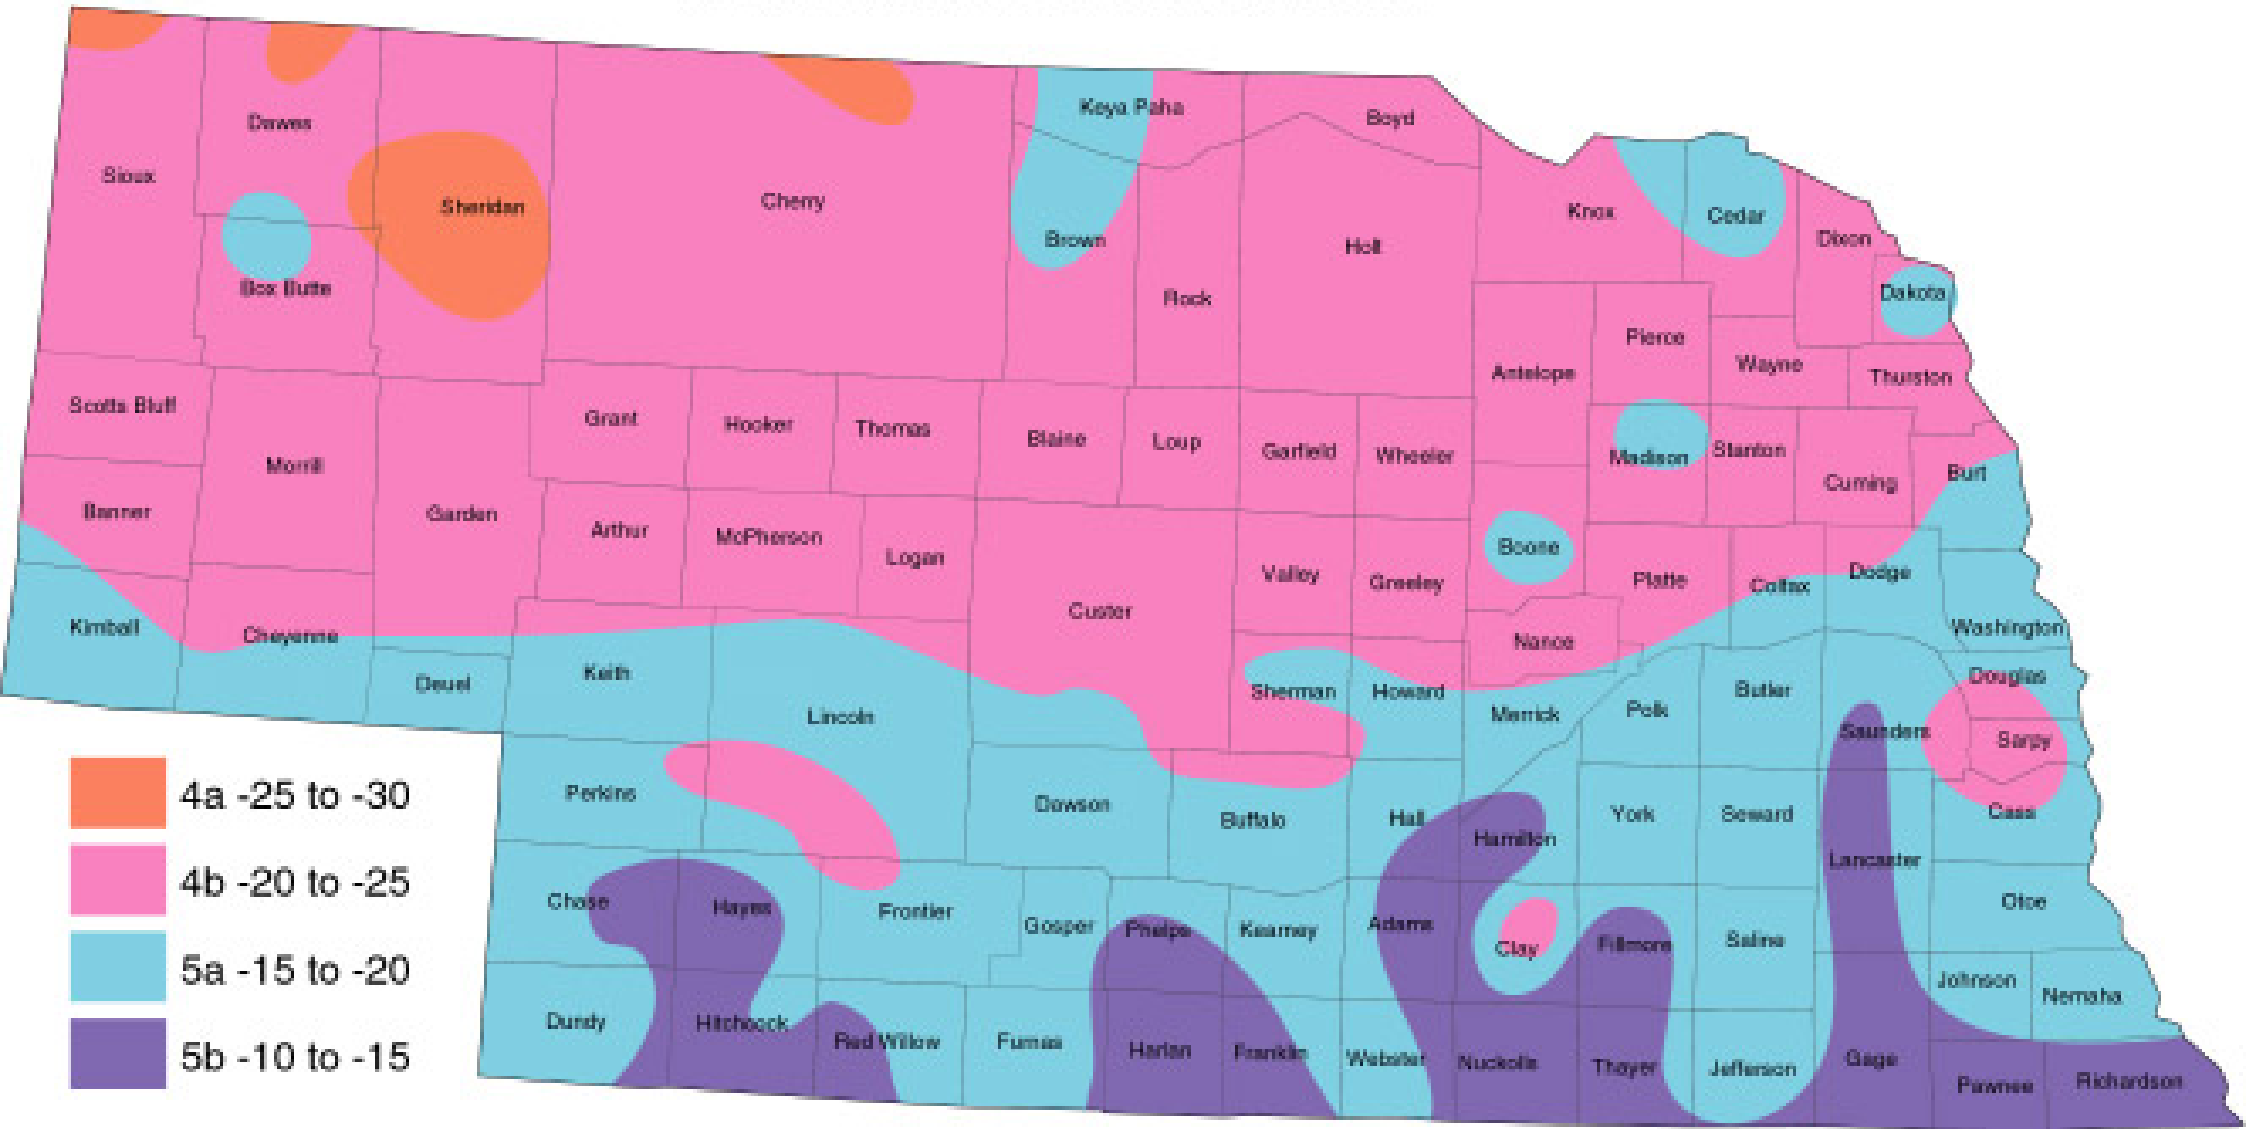 Keya Paha
Boyd
Dawes
Sioux
Sheridan
Cherry
Knox
Cedar
Brown
Holt
Dixon
Box Butte
Rock
Dakota
Pierce
Wayne
Antelope
Thurston
Scotts Bluff
Grant
Hooker
Thomas
Blaine
Loup
Garfield
Wheeler
Madison
Stanton
Morrill
Cuming
Burt
Banner
Garden
Arthur
McPherson
Logan
Boone
Valley
Greeley
Platte
Colfax
Dodge
Custer
Kimball
Cheyenne
Nance
Washington
Keith
Deuel
Sherman
Howard
Butler
Douglas
Lincoln
Merrick
Polk
Saunders
Sarpy
4a -25 to -30
Perkins
Dawson
Buffalo
Hall
Hamilton
York
Seward
Cass
4b -20 to -25
Lancaster
Chase
Hayes
Frontier
Gosper
Phelps
Kearney
Adams
Clay
Fillmore
Saline
Otoe
5a -15 to -20
Johnson
Nemaha
Dundy
Hitchcock
Red Willow
Furnas
Harlan
Franklin
Webster
Nuckolls
Thayer
Jefferson
Gage
Pawnee
Richardson
5b -10 to -15